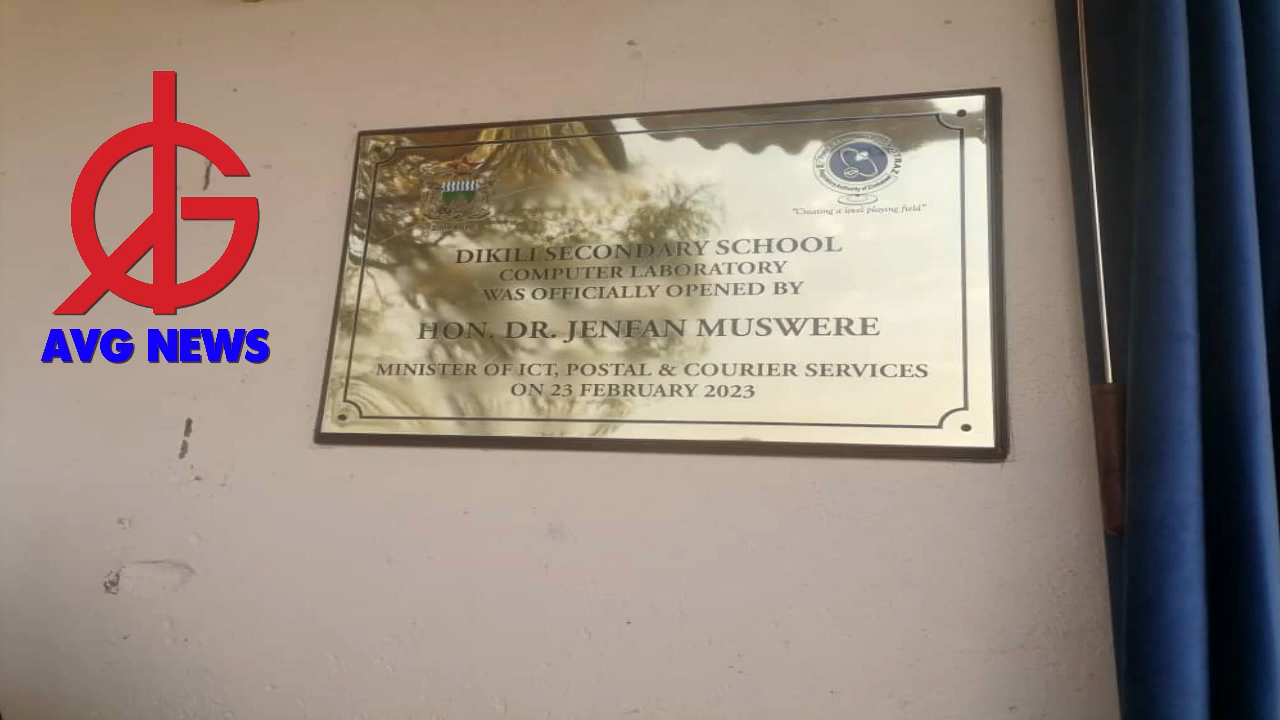 AVG NEWS
"Creating a level playing field"
DIKILI SECONDARY SCHOOL
COMPUTER LABORATORY
WAS OFFICIALLY OPENED BY
HON. DR. JENFAN MUSWERE
MINISTER OF ICT, POSTAL & COURIER SERVICES
ON 23 FEBRUARY 2023